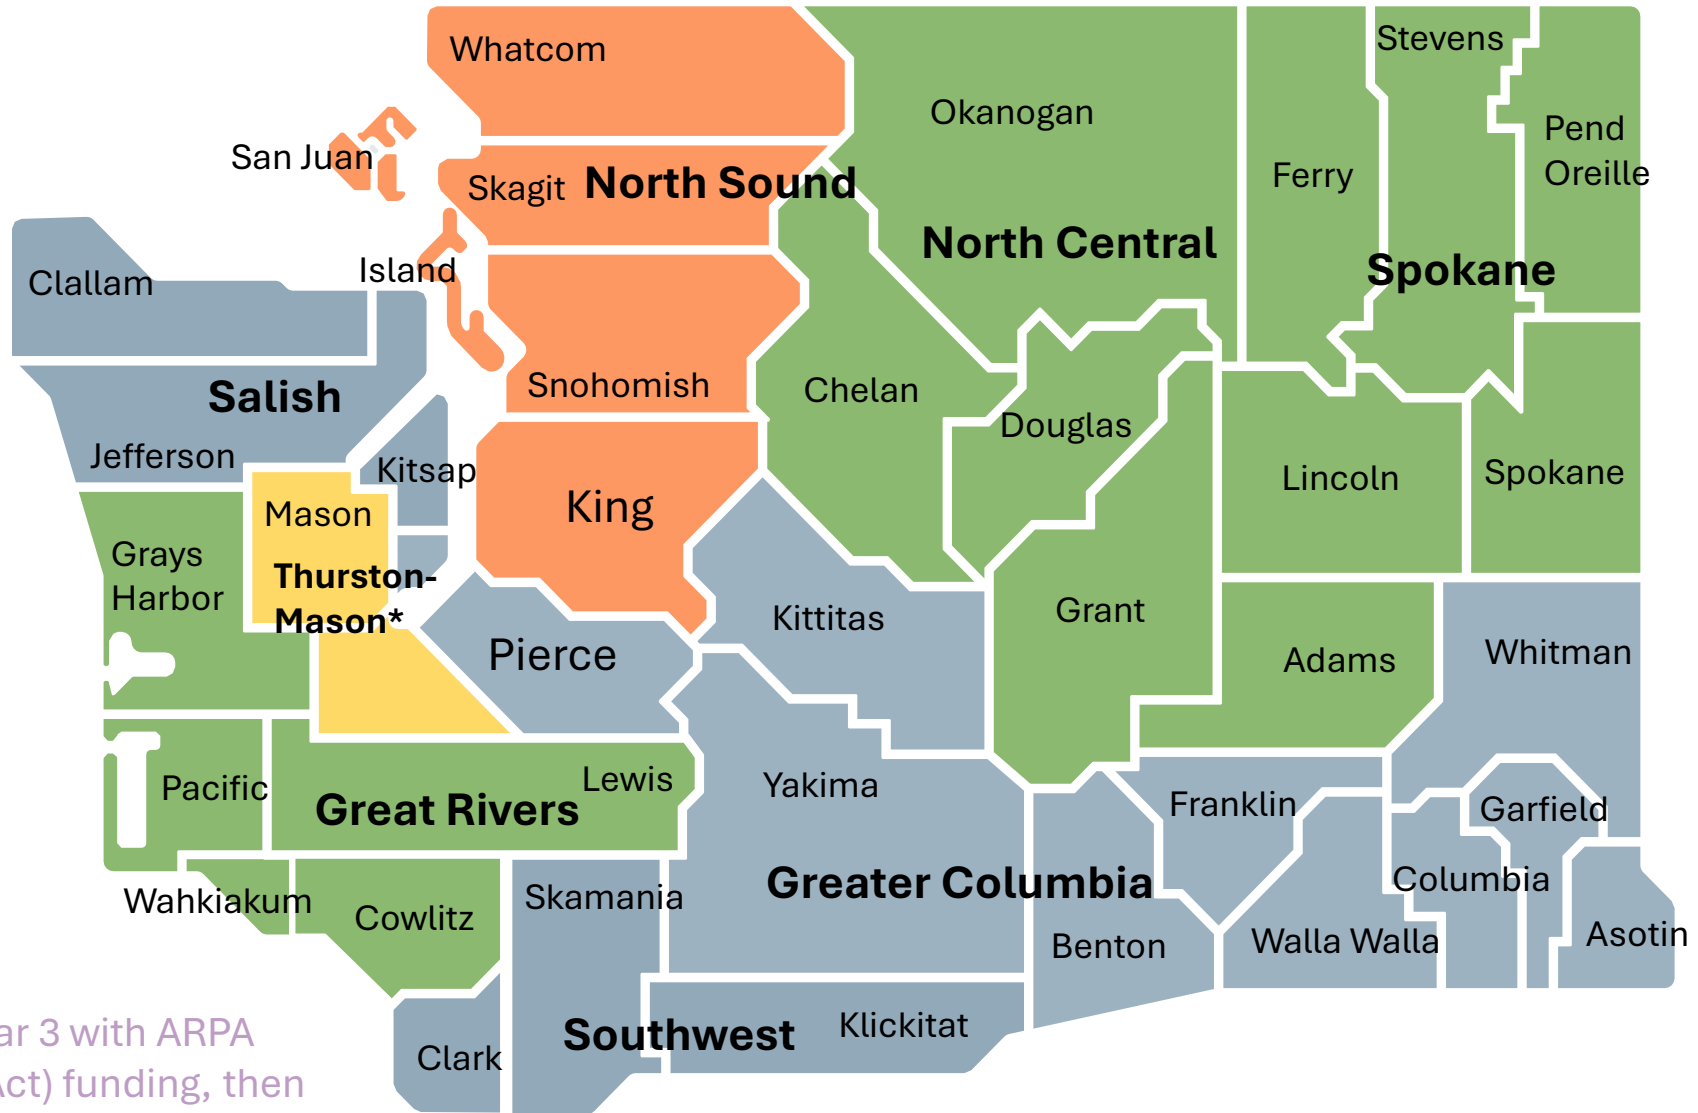 Whatcom
Stevens
Okanogan
Pend
Oreille
San Juan
Skagit
North Sound
Ferry
North Central
Spokane
Clallam
Island
Salish
Snohomish
Chelan
Douglas
Jefferson
Kitsap
Lincoln
Spokane
Mason
King
Grays
Harbor
Thurston-
Mason*
Kittitas
Grant
Pierce
Adams
Whitman
Pacific
Lewis
Great Rivers
Yakima
Franklin
Garfield
Wahkiakum
Cowlitz
Skamania
Greater Columbia
Columbia
Benton
Walla Walla
Asotin
Southwest
Klickitat
Clark
ar 3 with ARPA
Act) funding, then